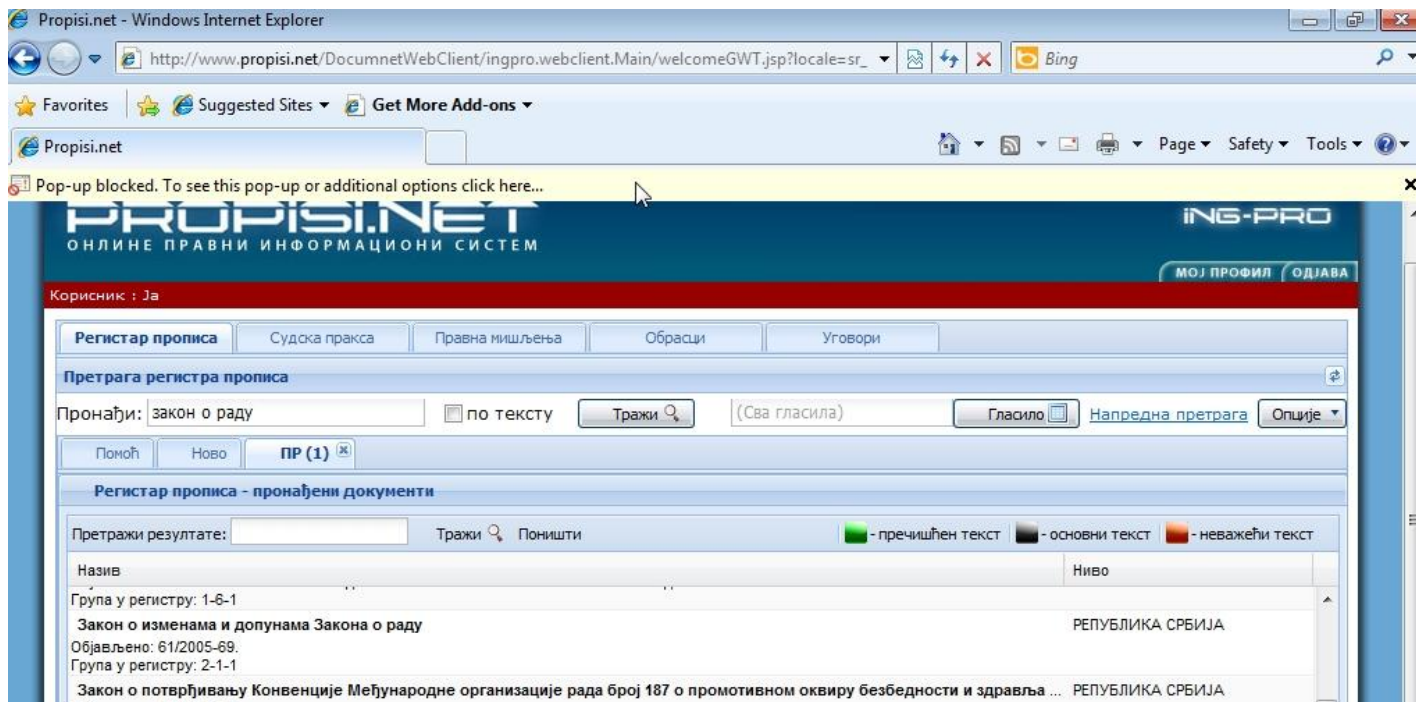 Propisi.net - Windows Internet Explorer
http://www.propisi.net/DocumnetWebClient/ingpro.webclient.Main/welcomeGWT.jsp?locale=sr_ Bing
Favorites Suggested Sites Get More Add-ons
Propisi.net Page Safety Tools
Pop-up blocked. To see this pop-up or additional options click here...
PROPISI.NET ING-PRO
ОНЛИНЕ ПРАВНИ ИНФОРМАЦИОНИ СИСТЕМ
МОЈ ПРОФИЛ ОДЈАВА
Корисник : Ја
Регистар прописа Судска пракса Правна мишљења Обрасци Уговори
Претрага регистра прописа
Пронађи: закон о раду по тексту Тражи (Сва гласила) Гласило Напредна претрага Опције
Помоћ Ново ПР (1)
Регистар прописа - пронађени документи
Претражи резултате: Тражи Поништи - пречишћен текст - основни текст - неважећи текст
Назив Ниво
Група у регистру: 1-6-1
Закон о изменама и допунама Закона о раду РЕПУБЛИКА СРБИЈА
Објављено: 61/2005-69.
Група у регистру: 2-1-1
Закон о потврђивању Конвенције Међународне организације рада број 187 о промотивном оквиру безбедности и здравља ... РЕПУБЛИКА СРБИЈА